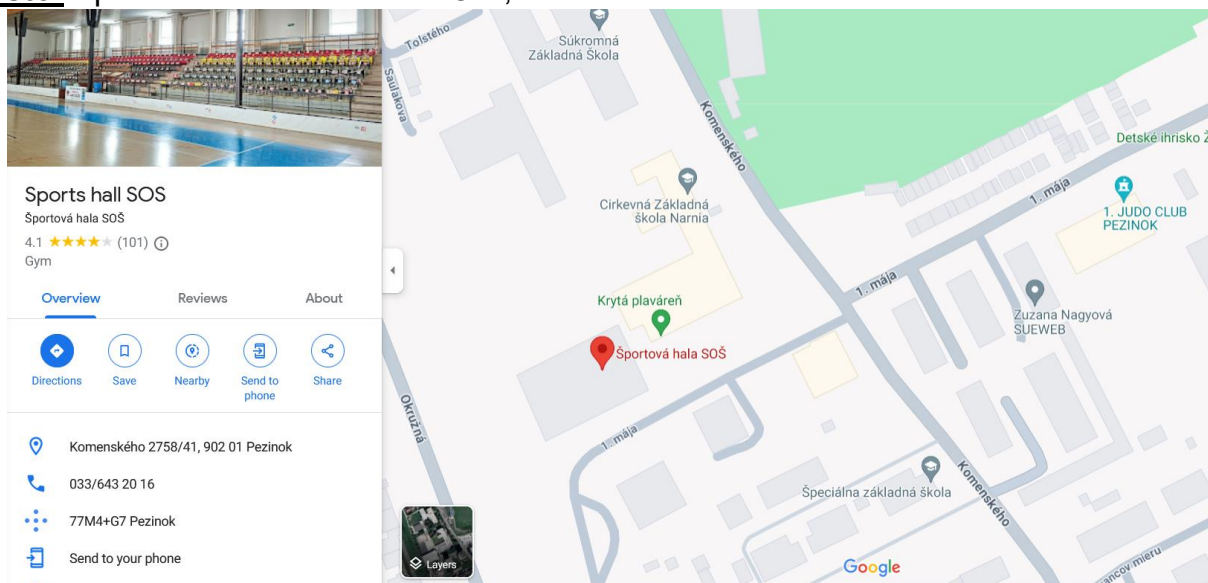 Sports hall SOS
Športová hala SOŠ
4.1 ★★★★★ (101)
Gym
Overview Reviews About
Directions Save Nearby Send to phone Share
Komenského 2758/41, 902 01 Pezinok
033/643 20 16
77M4+G7 Pezinok
Send to your phone
Tolstého
Saulakova
Súkromná
Základná Škola
Komenského
Detské ihrisko
Cirkevná Základná
škola Narnia
1. mája
1. JUDO CLUB
PEZINOK
1. mája
Krytá plaváreň
Zuzana Nagyová
SUEWEB
Športová hala SOŠ
Okružná
1. mája
Špeciálna základná škola
Komenského
Layers
Google